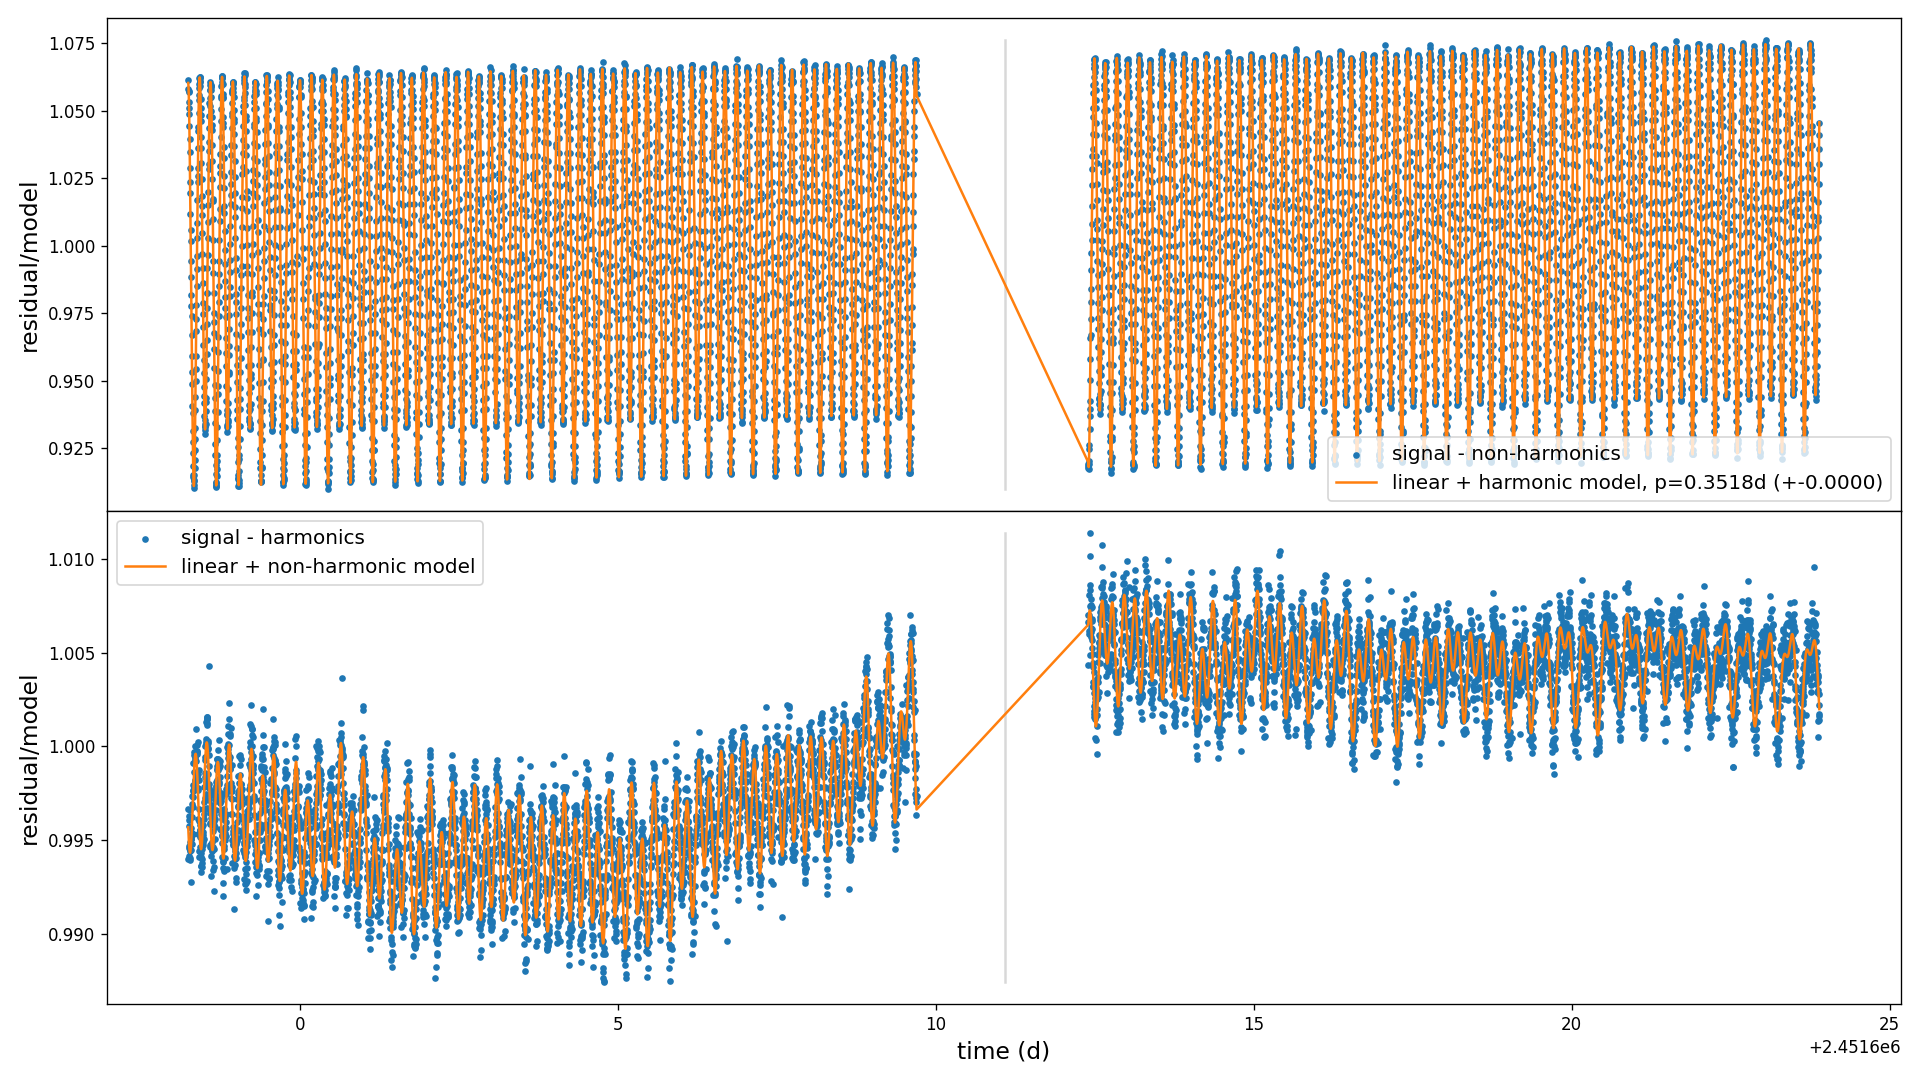 1.075
1.050
1.025
1.000
0.975
0.950
0.925
residual/model
signal - non-harmonics
linear + harmonic model, p=0.3518d (+-0.0000)
signal - harmonics
linear + non-harmonic model
1.010
1.005
1.000
0.995
0.990
residual/model
0 5 10 15 20 25
time (d)
+2.4516e6